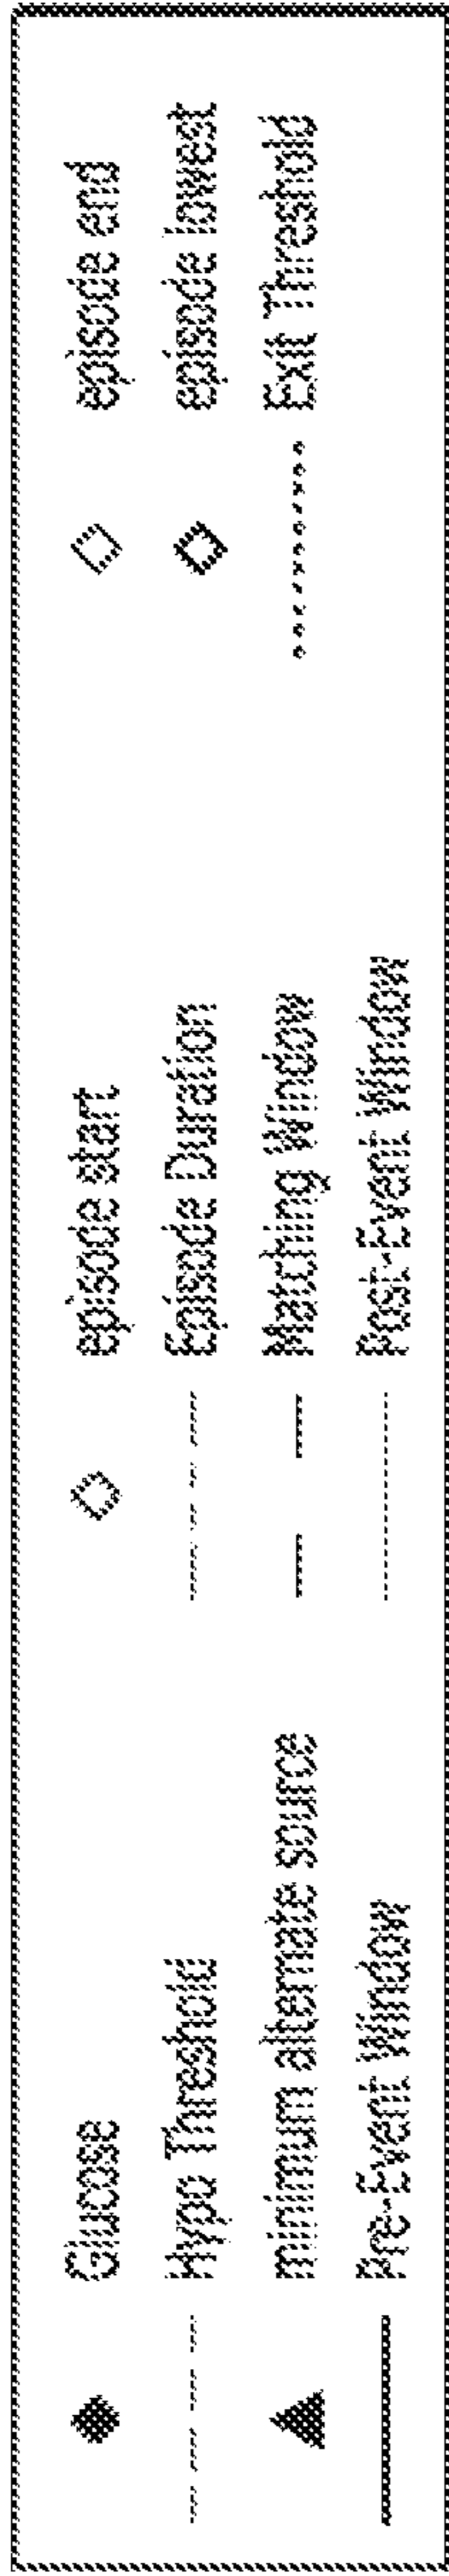 Glucose
Hypo Threshold
minimum alternate source
Pre-Event Window
episode start
Episode Duration
Matching Window
Post-Event Window
episode end
episode lowest
Exit Threshold